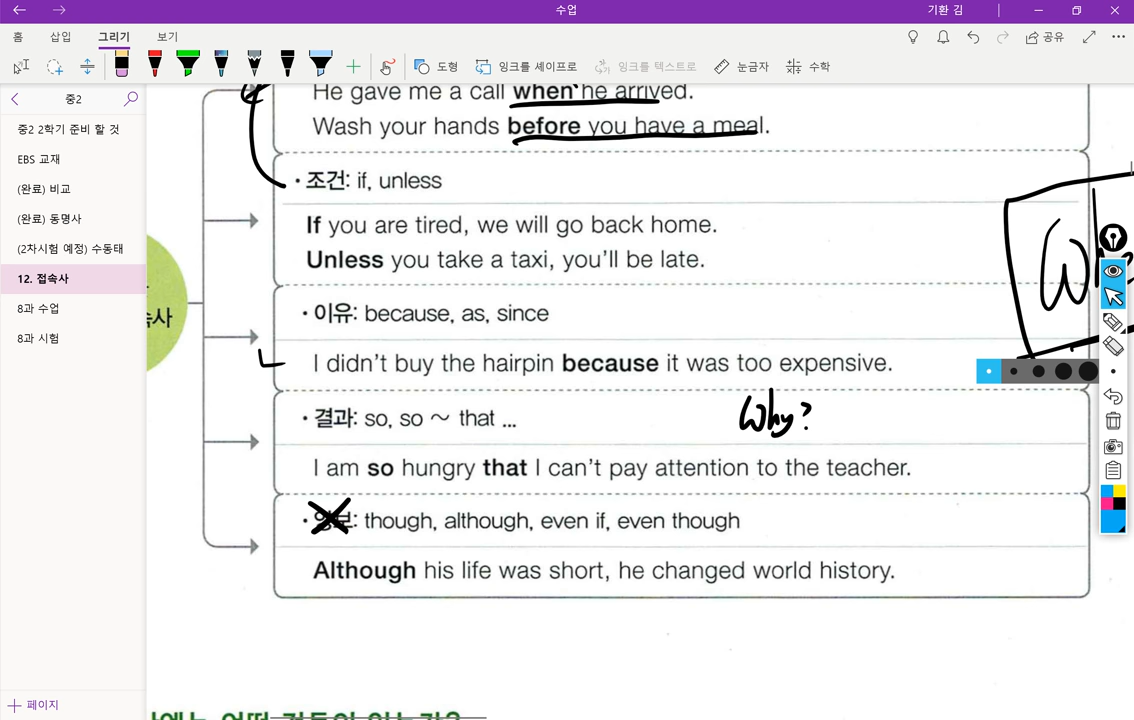 수업
기환 김
홈 삽입 그리기 보기
공유
도형 잉크를 셰이프로 잉크를 텍스트로 눈금자 수학
중2
중2 2학기 준비 할 것
EBS 교재
(완료) 비교
(완료) 동명사
(2차시험 예정) 수동태
12. 접속사
8과 수업
8과 시험
페이지
He gave me a call when he arrived.
Wash your hands before you have a meal.
· 조건: if, unless
If you are tired, we will go back home.
Unless you take a taxi, you'll be late.
· 이유: because, as, since
I didn't buy the hairpin because it was too expensive.
Why?
· 결과: so, so ~ that ...
I am so hungry that I can't pay attention to the teacher.
· 양보: though, although, even if, even though
Although his life was short, he changed world history.